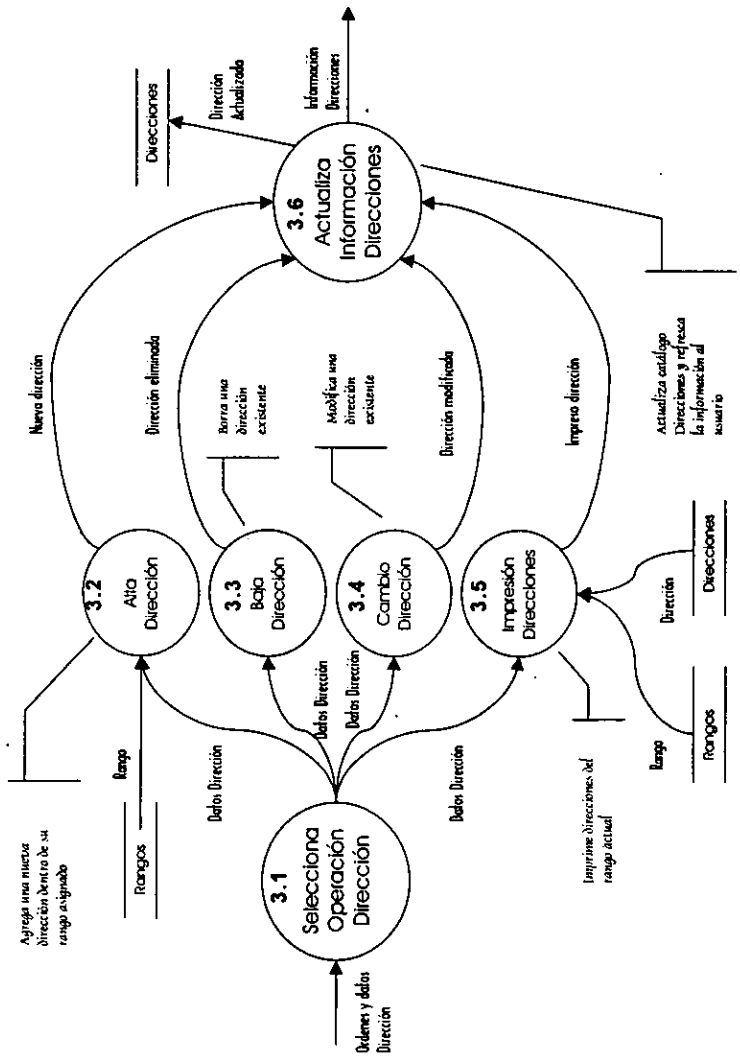 Ordenes y datos
Dirección
3.1
Selecciona
Operación
Dirección
Agrega una nueva
dirección dentro de su
rango asignado
Rangos
Rango
Datos Dirección
Datos Dirección
Datos Dirección
Datos Dirección
3.2
Alta
Dirección
3.3
Baja
Dirección
3.4
Cambio
Dirección
3.5
Impresión
Direcciones
Imprime direcciones del
rango actual
Rango
Rangos
Dirección
Direcciones
Borra una
dirección
existente
Modifica una
dirección
existente
Nueva dirección
Dirección eliminada
Dirección modificada
Impreso dirección
3.6
Actualiza
Información
Direcciones
Direcciones
Dirección
Actualizada
Información
Direcciones
Actualiza catálogo
Direcciones y refresca
la información al
usuario